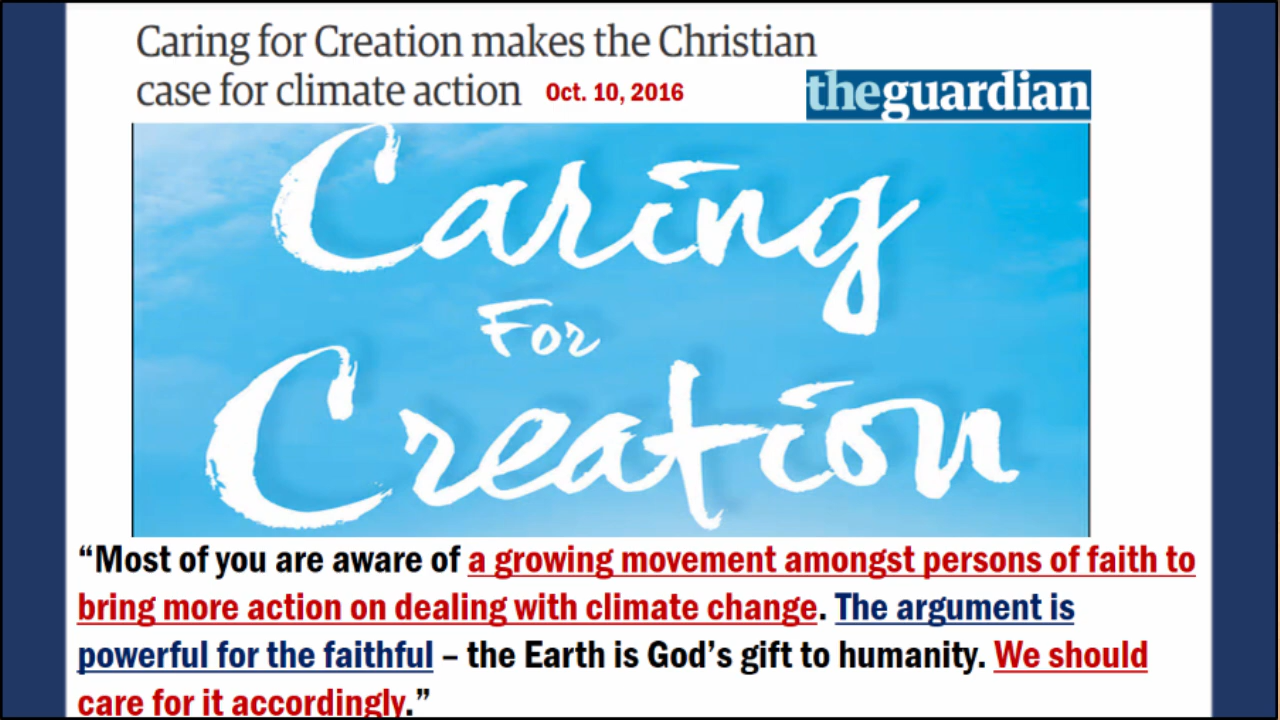 Caring for Creation makes the Christian
case for climate action Oct. 10, 2016
theguardian
Caring
For
Creation
“Most of you are aware of a growing movement amongst persons of faith to
bring more action on dealing with climate change. The argument is
powerful for the faithful – the Earth is God’s gift to humanity. We should
care for it accordingly.”